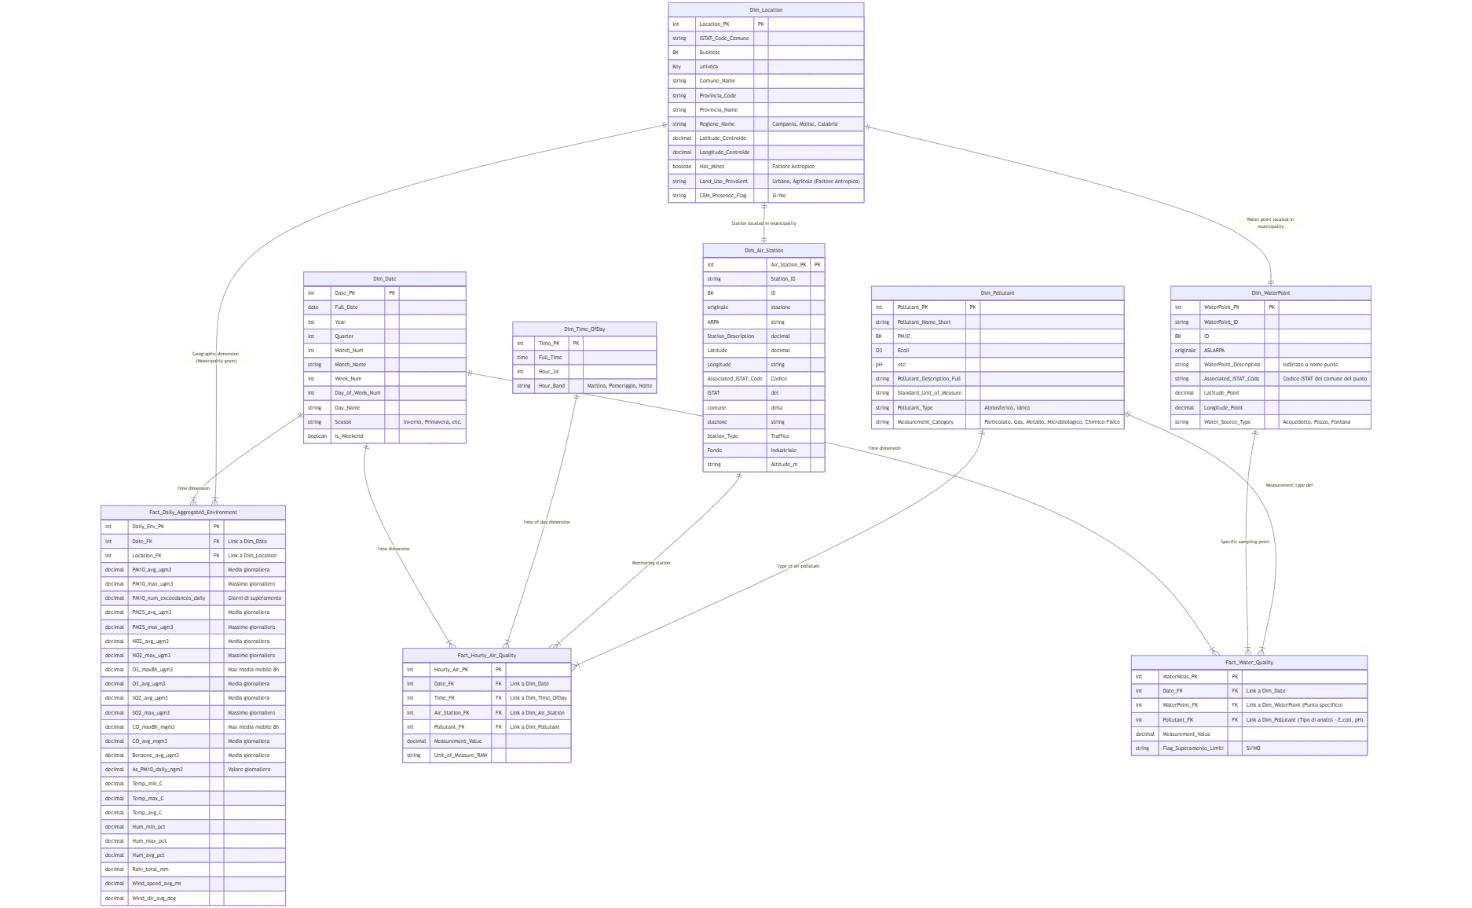 Dim_Location
int Location_PK PK
string ISTAT_Code_Comune
BK Business
Key univoca
string Comune_Name
string Provincia_Code
string Provincia_Name
string Regione_Name Campania, Molise, Calabria
decimal Latitude_Centroide
decimal Longitude_Centroide
boolean Has_Mines Fattore Antropico
string Land_Use_Prevalent Urbano, Agricolo (Fattore Antropico)
string CEM_Presence_Flag Si/No
Station located in municipality
Water point located in
municipality
Dim_Air_Station
int Air_Station_PK PK
string Station_ID
BK ID
originale stazione
ARPA string
Station_Description decimal
Latitude decimal
Longitude string
Associated_ISTAT_Code Codice
ISTAT del
comune della
stazione string
Station_Type Traffico
Fondo Industriale
string Altitude_m
Dim_Date
int Date_PK PK
date Full_Date
int Year
int Quarter
int Month_Num
string Month_Name
int Week_Num
int Day_of_Week_Num
string Day_Name
string Season Inverno, Primavera, etc.
boolean Is_Weekend
Dim_Time_OfDay
int Time_PK PK
time Full_Time
int Hour_24
string Hour_Band Mattina, Pomeriggio, Notte
Dim_Pollutant
int Pollutant_PK PK
string Pollutant_Name_Short
BK PM10
O3 Ecoli
pH etc
string Pollutant_Description_Full
string Standard_Unit_of_Measure
string Pollutant_Type Atmosferico, Idrico
string Measurement_Category Particolato, Gas, Metallo, Microbiologico, Chimico-Fisico
Dim_WaterPoint
int WaterPoint_PK PK
string WaterPoint_ID
BK ID
originale ASLARPA
string WaterPoint_Description Indirizzo o nome punto
string Associated_ISTAT_Code Codice ISTAT del comune del punto
decimal Latitude_Point
decimal Longitude_Point
string Water_Source_Type Acquedotto, Pozzo, Fontana
Geographic dimension
(Municipality grain)
Time dimension
Time dimension
Time of day dimension
Monitoring station
Type of air pollutant
Time dimension
Measurement type def
Specific sampling point
Fact_Daily_Aggregated_Environment
int Daily_Env_PK PK
int Date_FK FK Link a Dim_Date
int Location_FK FK Link a Dim_Location
decimal PM10_avg_ugm3 Media giornaliera
decimal PM10_max_ugm3 Massimo giornaliero
decimal PM10_num_exceedances_daily Giorni di superamento
decimal PM25_avg_ugm3 Media giornaliera
decimal PM25_max_ugm3 Massimo giornaliero
decimal NO2_avg_ugm3 Media giornaliera
decimal NO2_max_ugm3 Massimo giornaliero
decimal O3_max8h_ugm3 Max media mobile 8h
decimal O3_avg_ugm3 Media giornaliera
decimal SO2_avg_ugm3 Media giornaliera
decimal SO2_max_ugm3 Massimo giornaliero
decimal CO_max8h_mgm3 Max media mobile 8h
decimal CO_avg_mgm3 Media giornaliera
decimal Benzene_avg_ugm3 Media giornaliera
decimal As_PM10_daily_ngm3 Valore giornaliero
decimal Temp_min_C
decimal Temp_max_C
decimal Temp_avg_C
decimal Hum_min_pct
decimal Hum_max_pct
decimal Hum_avg_pct
decimal Rain_total_mm
decimal Wind_speed_avg_ms
decimal Wind_dir_avg_deg
Fact_Hourly_Air_Quality
int Hourly_Air_PK PK
int Date_FK FK Link a Dim_Date
int Time_FK FK Link a Dim_Time_OfDay
int Air_Station_FK FK Link a Dim_Air_Station
int Pollutant_FK FK Link a Dim_Pollutant
decimal Measurement_Value
string Unit_of_Measure_RAW
Fact_Water_Quality
int WaterMeas_PK PK
int Date_FK FK Link a Dim_Date
int WaterPoint_FK FK Link a Dim_WaterPoint (Punto specifico)
int Pollutant_FK FK Link a Dim_Pollutant (Tipo di analisi - E.coli, pH)
decimal Measurement_Value
string Flag_Superamento_Limiti SI/NO